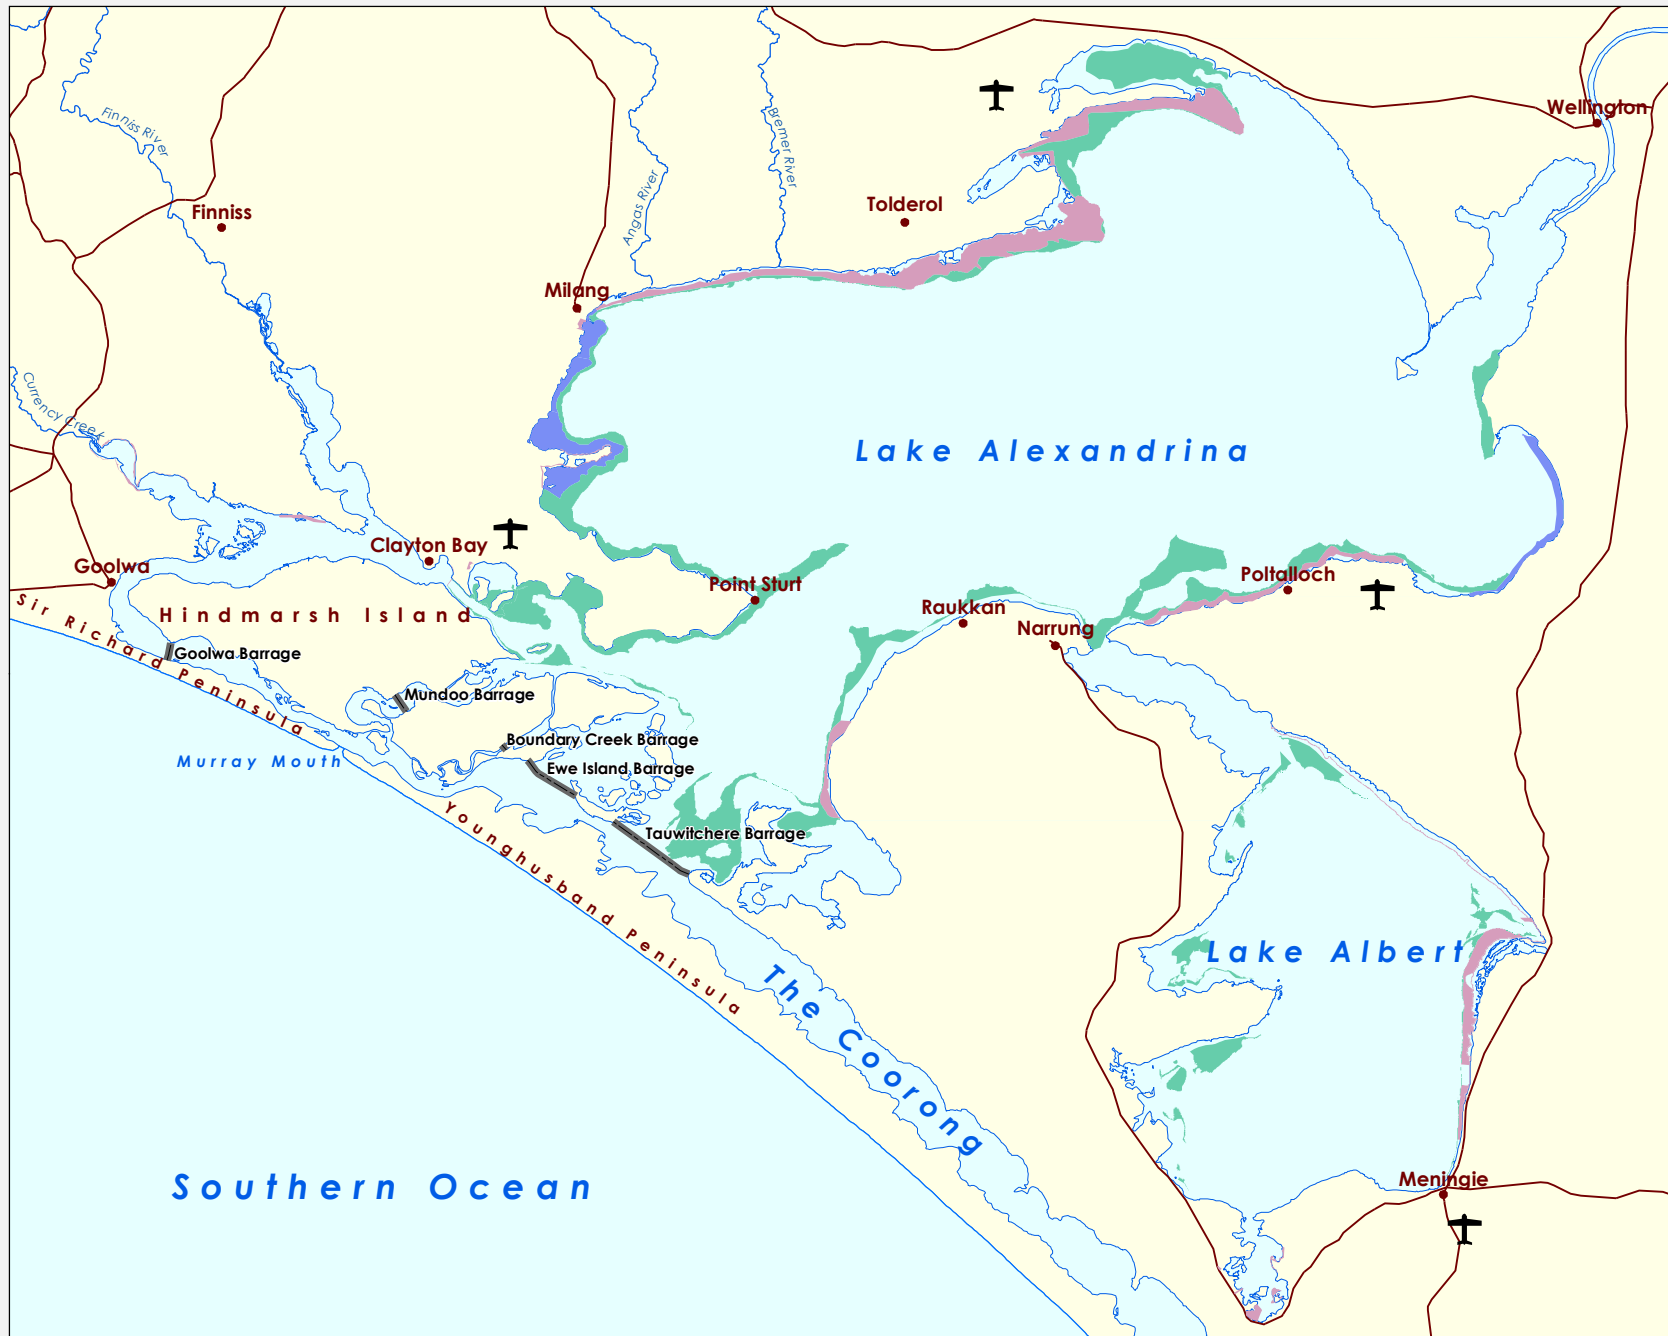 Wellington
Finniss River
Bremer River
Angas River
Tolderol
Finniss
Milang
Currency Creek
Lake Alexandrina
Clayton Bay
Goolwa
Point Sturt
Poltalloch
Raukkan
Narrung
Hindmarsh Island
Sir Richard Peninsula
Goolwa Barrage
Mundoo Barrage
Boundary Creek Barrage
Murray Mouth
Ewe Island Barrage
Tauwitchere Barrage
Younghusband Peninsula
Lake Albert
The Coorong
Southern Ocean
Meningie